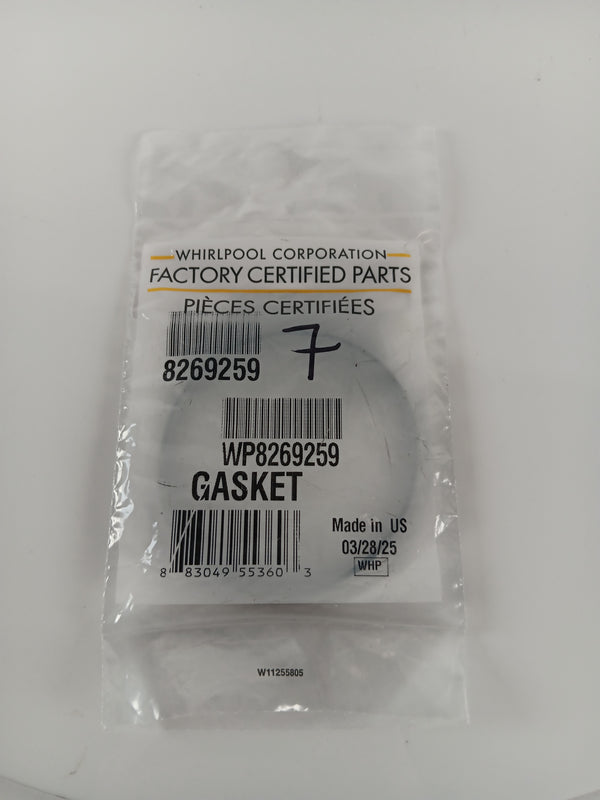 WHIRLPOOL CORPORATION
FACTORY CERTIFIED PARTS
PIÈCES CERTIFIÉES
8269259
7
WP8269259
GASKET
8 83049 55360 3
Made in US
03/28/25
WHP
W11255805